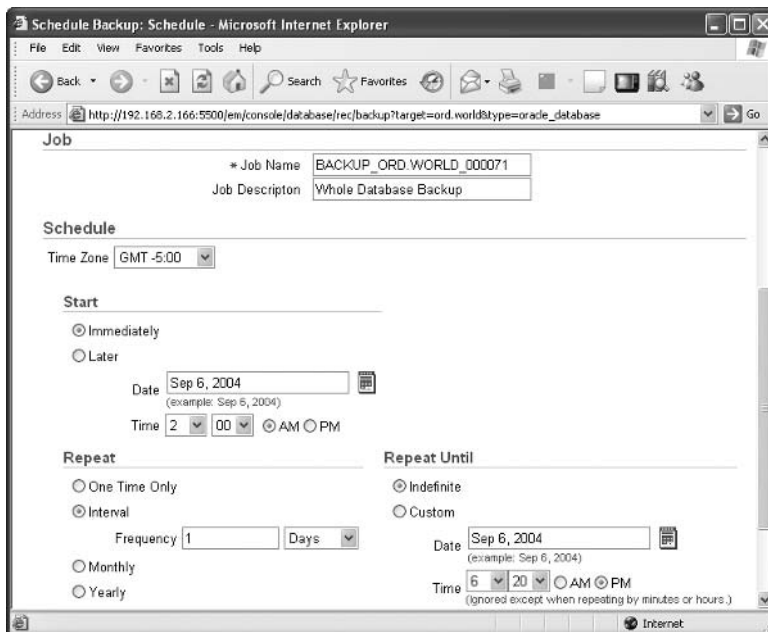 Schedule Backup: Schedule - Microsoft Internet Explorer
File Edit View Favorites Tools Help
Back Search Favorites
Address http://192.168.2.166:5500/em/console/database/rec/backup?target=ord.world&type=oracle_database Go
Job
* Job Name BACKUP_ORD.WORLD_000071
Job Descripton Whole Database Backup
Schedule
Time Zone GMT -5:00
Start
Immediately
Later
Date Sep 6, 2004
(example: Sep 6, 2004)
Time 2 00 AM PM
Repeat
One Time Only
Interval
Frequency 1 Days
Monthly
Yearly
Repeat Until
Indefinite
Custom
Date Sep 6, 2004
(example: Sep 6, 2004)
Time 6 20 AM PM
(Ignored except when repeating by minutes or hours.)
Internet